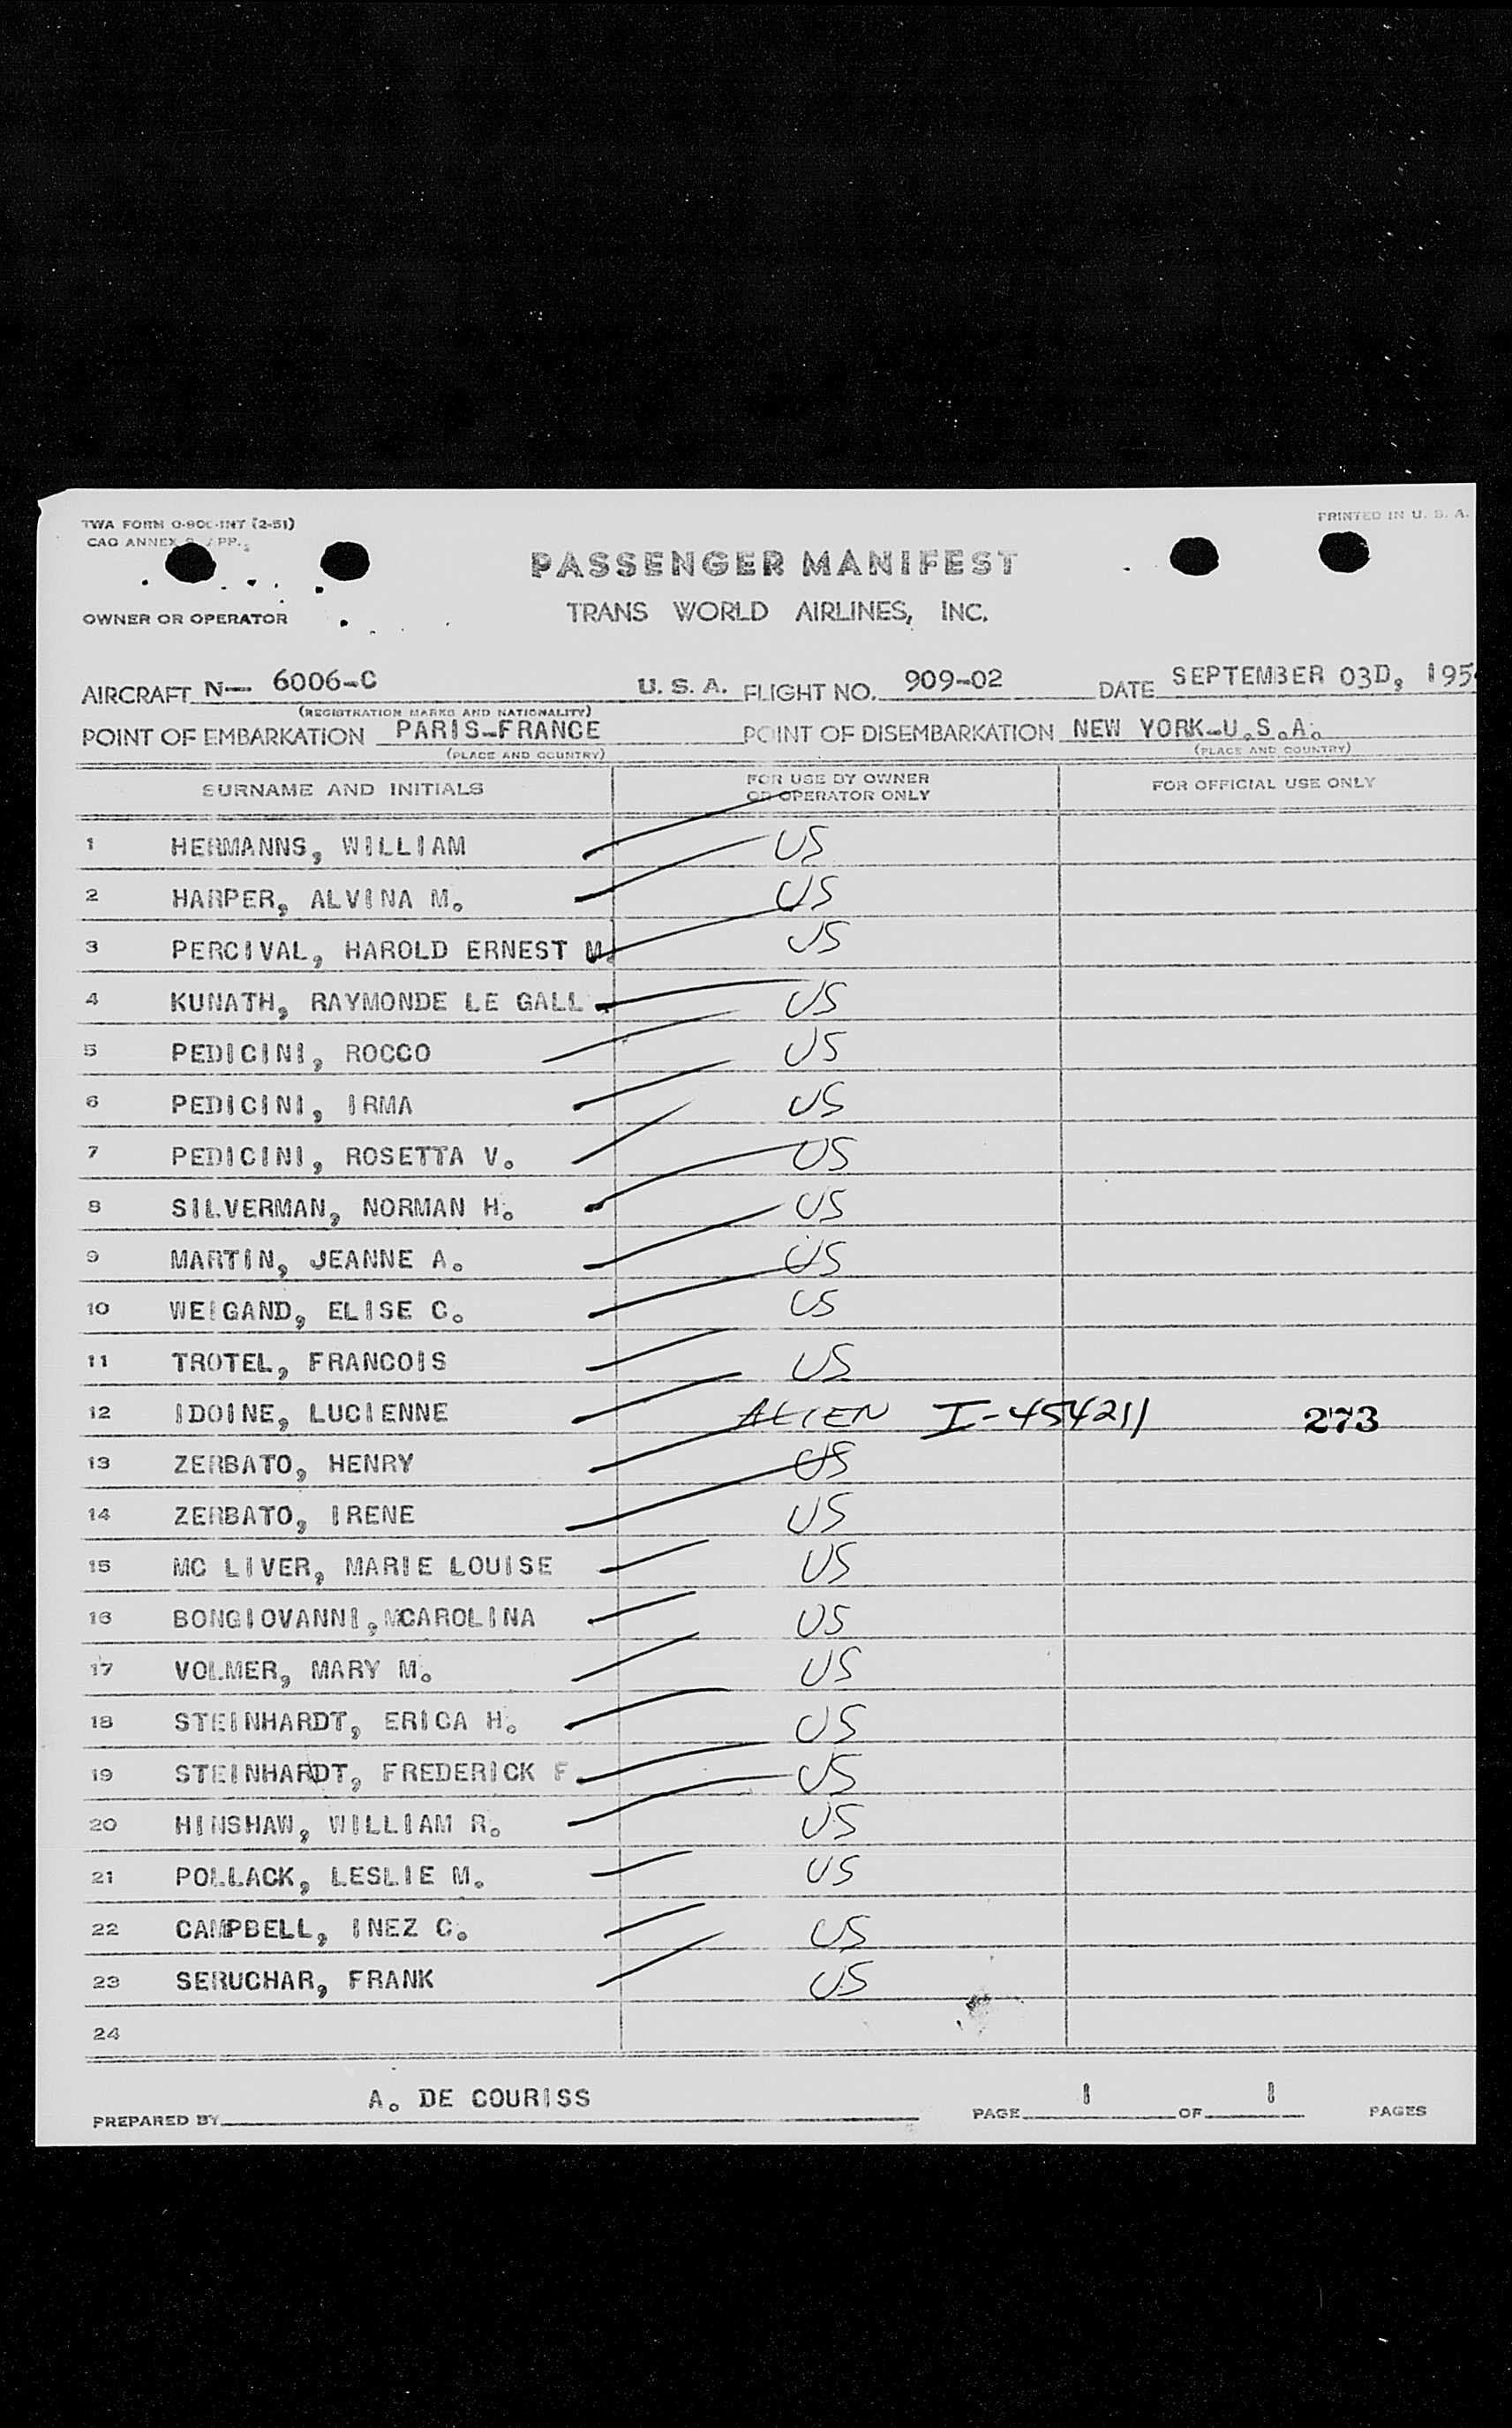 TWA FORM O-90C-INT (2-51)
PRINTED IN U. S. A.
CAO ANNEX
PASSENGER MANIFEST
OWNER OR OPERATOR
TRANS WORLD AIRLINES, INC.
AIRCRAFT N— 6006-C U. S. A. FLIGHT NO. 909-02 DATE SEPTEMBER 03D, 195
(REGISTRATION MARKS AND NATIONALITY)
POINT OF EMBARKATION PARIS-FRANCE POINT OF DISEMBARKATION NEW YORK-U.S.A.
(PLACE AND COUNTRY) (PLACE AND COUNTRY)
SURNAME AND INITIALS FOR USE BY OWNER OR OPERATOR ONLY FOR OFFICIAL USE ONLY
1 HERMANNS, WILLIAM US
2 HARPER, ALVINA M. US
3 PERCIVAL, HAROLD ERNEST M. US
4 KUNATH, RAYMONDE LE GALL US
5 PEDICINI, ROCCO US
6 PEDICINI, IRMA US
7 PEDICINI, ROSETTA V. US
8 SILVERMAN, NORMAN H. US
9 MARTIN, JEANNE A. US
10 WEIGAND, ELISE C. US
11 TROTEL, FRANCOIS US
12 IDOINE, LUCIENNE ALIEN I-454211 273
13 ZERBATO, HENRY US
14 ZERBATO, IRENE US
15 MC LIVER, MARIE LOUISE US
16 BONGIOVANNI,MCAROLINA US
17 VOLMER, MARY M. US
18 STEINHARDT, ERICA H. US
19 STEINHARDT, FREDERICK F. US
20 HINSHAW, WILLIAM R. US
21 POLLACK, LESLIE M. US
22 CAMPBELL, INEZ C. US
23 SERUCHAR, FRANK US
24
PREPARED BY A. DE COURISS PAGE 1 OF 1 PAGES